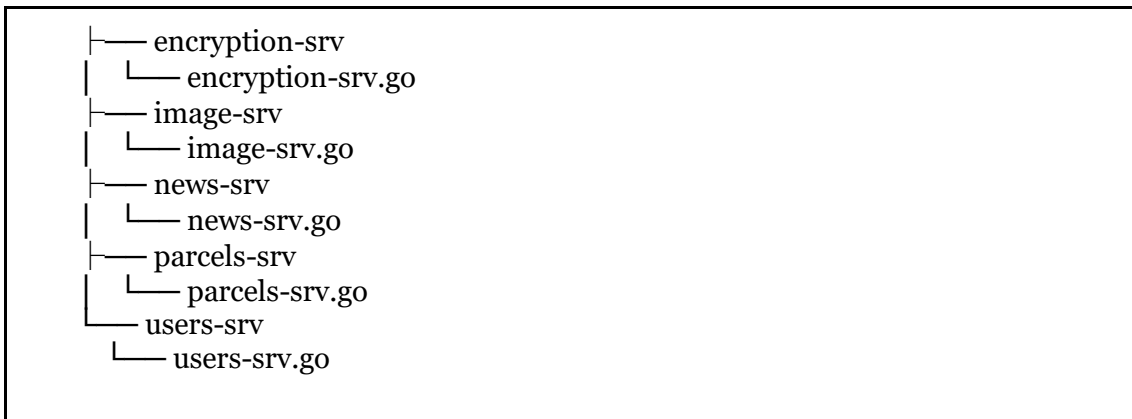 ├── encryption-srv
│   └── encryption-srv.go
├── image-srv
│   └── image-srv.go
├── news-srv
│   └── news-srv.go
├── parcels-srv
│   └── parcels-srv.go
└── users-srv
    └── users-srv.go